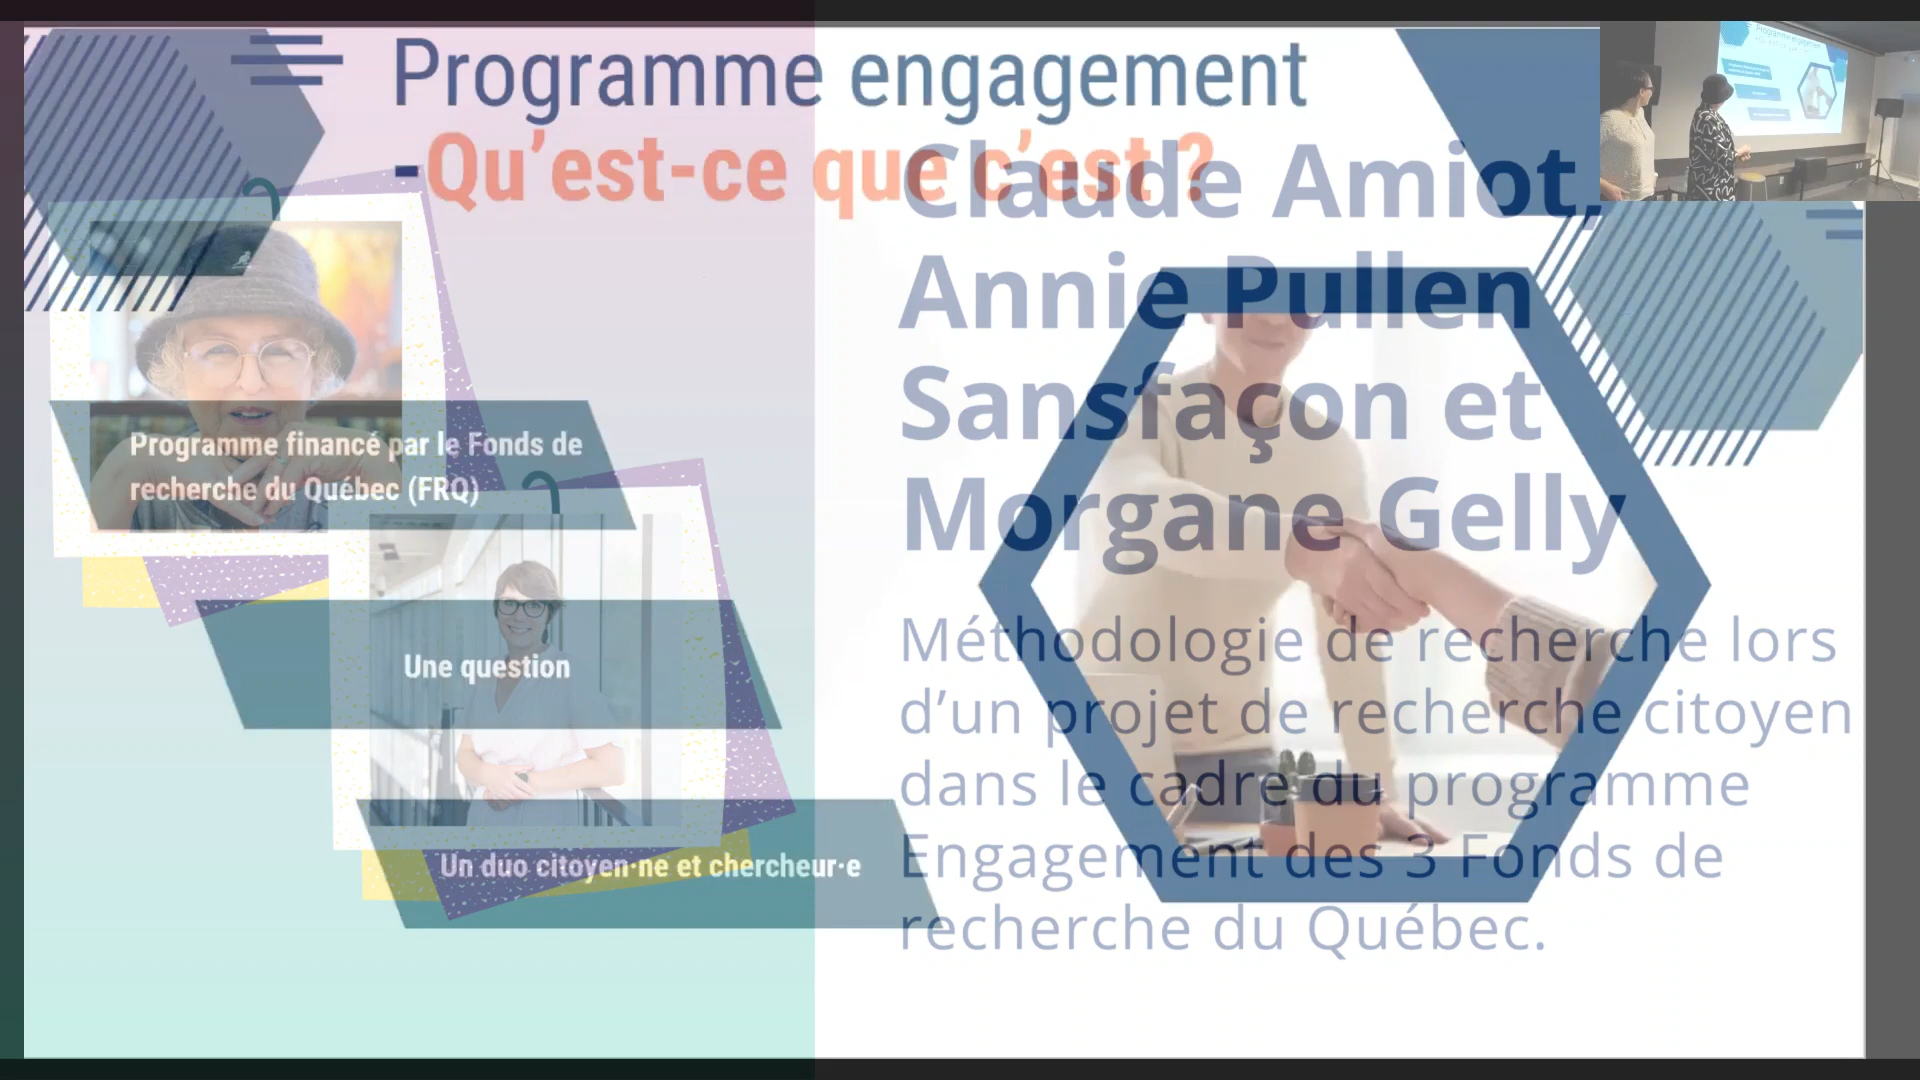 Programme engagement
-Qu'est-ce que c'est ?
Programme financé par le Fonds de
recherche du Québec (FRQ)
Une question
Un duo citoyen·ne et chercheur·e
Claude Amiot,
Annie Pullen
Sansfaçon et
Morgane Gelly
Méthodologie de recherche lors
d'un projet de recherche citoyen
dans le cadre du programme
Engagement des 3 Fonds de
recherche du Québec.